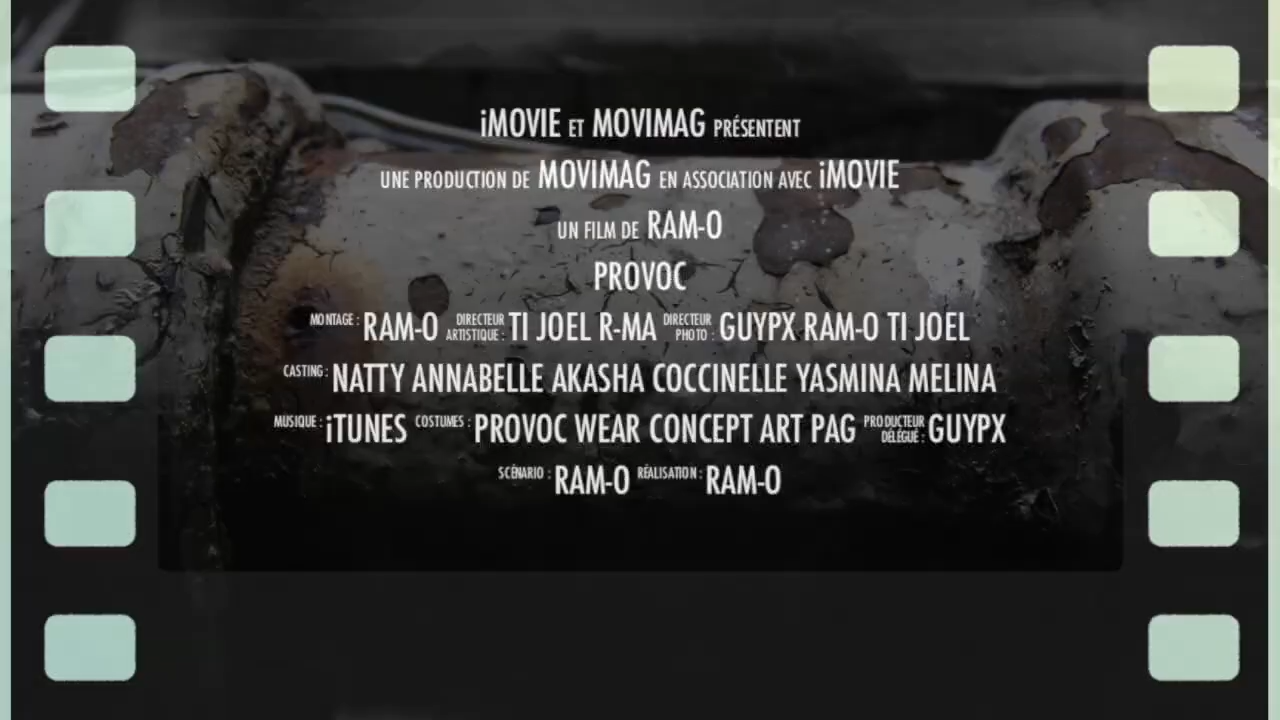 iMOVIE ET MOVIMAG PRÉSENTENT
UNE PRODUCTION DE MOVIMAG EN ASSOCIATION AVEC iMOVIE
UN FILM DE RAM-O
PROVOC
MONTAGE : RAM-O DIRECTEUR ARTISTIQUE : TI JOEL R-MA DIRECTEUR PHOTO : GUYPX RAM-O TI JOEL
CASTING : NATTY ANNABELLE AKASHA COCCINELLE YASMINA MELINA
MUSIQUE : iTUNES COSTUMES : PROVOC WEAR CONCEPT ART PAG PRODUCTEUR DÉLÉGUÉ : GUYPX
SCÉNARIO : RAM-O RÉALISATION : RAM-O